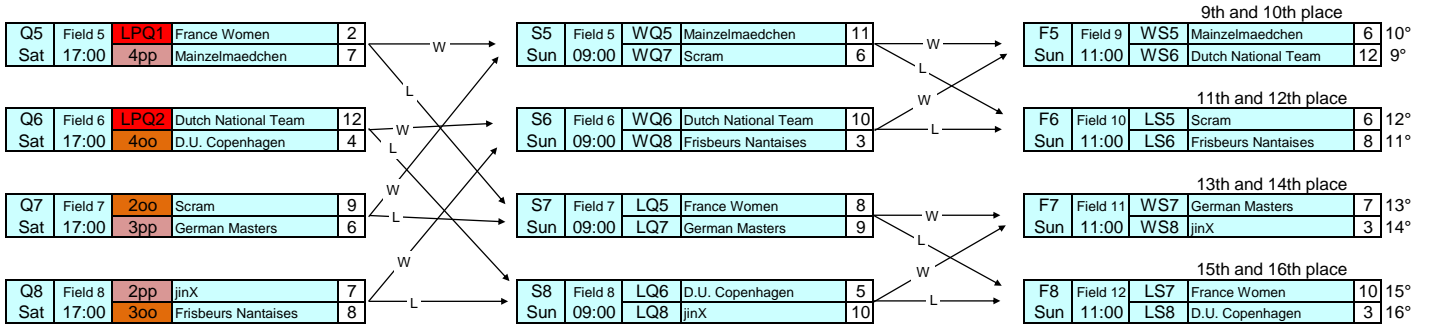 9th and 10th place
Q5 Field 5 LPQ1 France Women 2 S5 Field 5 WQ5 Mainzelmaedchen 11 F5 Field 9 WS5 Mainzelmaedchen 6 10°
W W
Sat 17:00 4pp Mainzelmaedchen 7 Sun 09:00 WQ7 Scram 6 Sun 11:00 WS6 Dutch National Team 12 9°
L
L
W
11th and 12th place
Q6 Field 6 LPQ2 Dutch National Team 12 S6 Field 6 WQ6 Dutch National Team 10 F6 Field 10 LS5 Scram 6 12°
W L
Sat 17:00 4oo D.U. Copenhagen 4 Sun 09:00 WQ8 Frisbeurs Nantaises 3 Sun 11:00 LS6 Frisbeurs Nantaises 8 11°
L
13th and 14th place
W
Q7 Field 7 2oo Scram 9 S7 Field 7 LQ5 France Women 8 F7 Field 11 WS7 German Masters 7 13°
L W
Sat 17:00 3pp German Masters 6 Sun 09:00 LQ7 German Masters 9 Sun 11:00 WS8 jinX 3 14°
L
W
W
15th and 16th place
Q8 Field 8 2pp jinX 7 S8 Field 8 LQ6 D.U. Copenhagen 5 F8 Field 12 LS7 France Women 10 15°
L L
Sat 17:00 3oo Frisbeurs Nantaises 8 Sun 09:00 LQ8 jinX 10 Sun 11:00 LS8 D.U. Copenhagen 3 16°